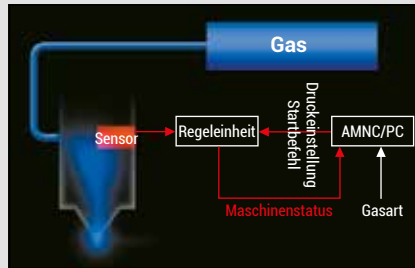 Gas
Sensor
Regeleinheit
Druckeinstellung
Startbefehl
AMNC/PC
Maschinenstatus
Gasart